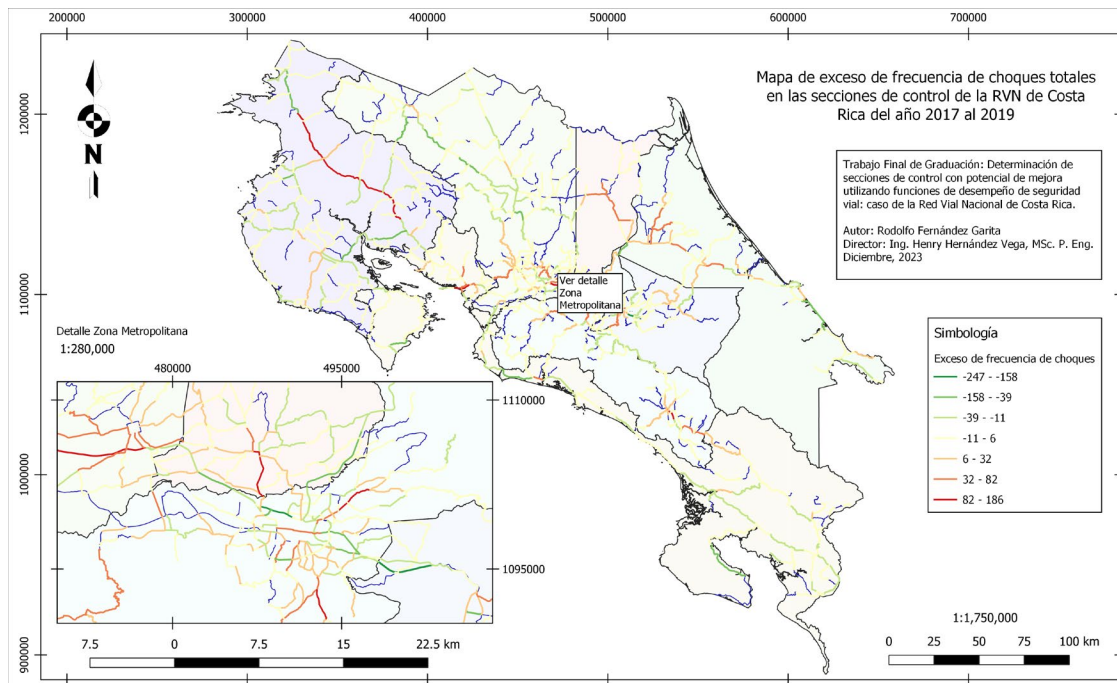 200000 300000 400000 500000 600000 700000
1200000
1100000
1000000
900000
N
Mapa de exceso de frecuencia de choques totales
en las secciones de control de la RVN de Costa
Rica del año 2017 al 2019
Trabajo Final de Graduación: Determinación de
secciones de control con potencial de mejora
utilizando funciones de desempeño de seguridad
vial: caso de la Red Vial Nacional de Costa Rica.
Autor: Rodolfo Fernández Garita
Director: Ing. Henry Hernández Vega, MSc. P. Eng.
Diciembre, 2023
Ver detalle
Zona
Metropolitana
Simbología
Exceso de frecuencia de choques
-247 - -158
-158 - -39
-39 - -11
-11 - 6
6 - 32
32 - 82
82 - 186
Detalle Zona Metropolitana
1:280,000
480000 495000
1110000
1095000
7.5 0 7.5 15 22.5 km
1:1,750,000
0 25 50 75 100 km